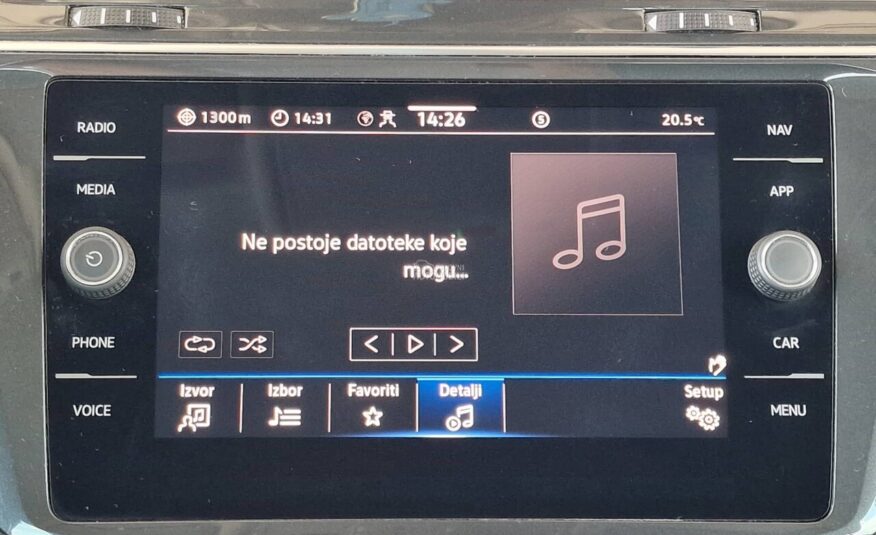 RADIO
MEDIA
PHONE
VOICE
1300 m 14:31 14:26 S 20.5°C
Ne postoje datoteke koje
mogu...
Izvor Izbor Favoriti Detalji Setup
NAV
APP
CAR
MENU